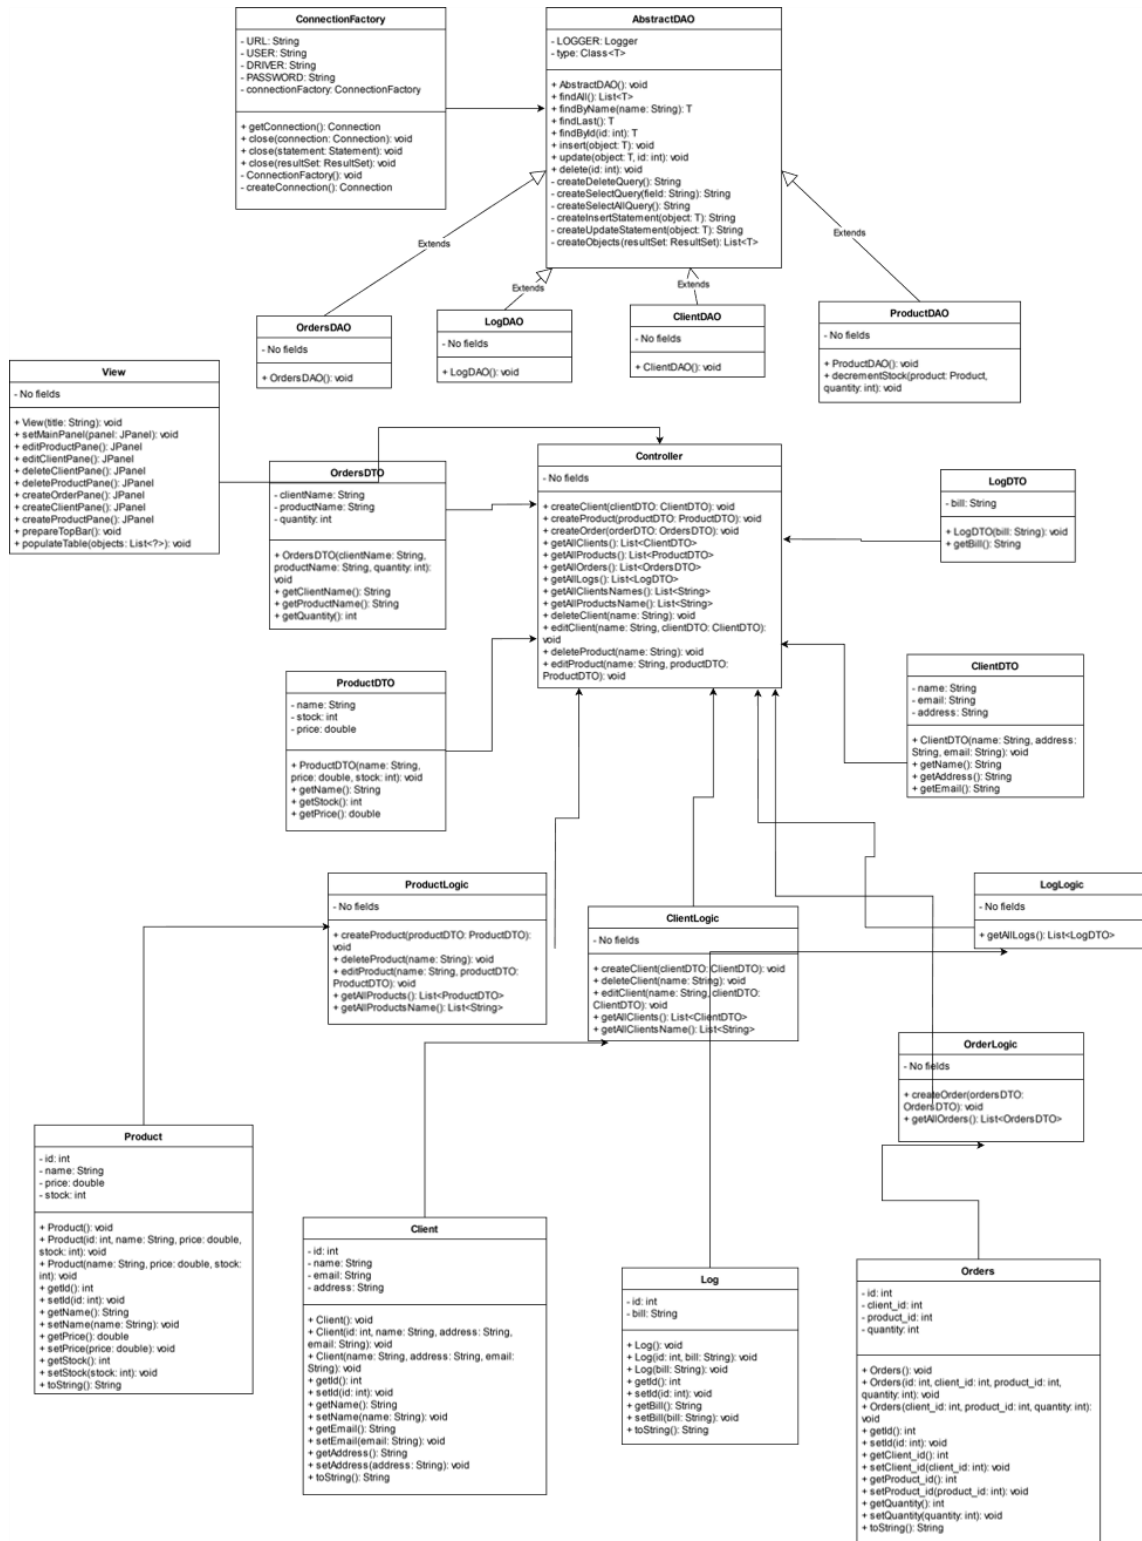 ConnectionFactory
- URL: String
- USER: String
- DRIVER: String
- PASSWORD: String
- connectionFactory: ConnectionFactory
+ getConnection(): Connection
+ close(connection: Connection): void
+ close(statement: Statement): void
+ close(resultSet: ResultSet): void
- ConnectionFactory(): void
- createConnection(): Connection
AbstractDAO
- LOGGER: Logger
- type: Class<T>
+ AbstractDAO(): void
+ findAll(): List<T>
+ findByName(name: String): T
+ findLast(): T
+ findById(id: int): T
+ insert(object: T): void
+ update(object: T, id: int): void
+ delete(id: int): void
- createDeleteQuery(): String
- createSelectQuery(field: String): String
- createSelectAllQuery(): String
- createInsertStatement(object: T): String
- createUpdateStatement(object: T): String
- createObjects(resultSet: ResultSet): List<T>
Extends
Extends
Extends
Extends
OrdersDAO
- No fields
+ OrdersDAO(): void
LogDAO
- No fields
+ LogDAO(): void
ClientDAO
- No fields
+ ClientDAO(): void
ProductDAO
- No fields
+ ProductDAO(): void
+ decrementStock(product: Product,
quantity: int): void
View
- No fields
+ View(title: String): void
+ setMainPanel(panel: JPanel): void
+ editProductPane(): JPanel
+ editClientPane(): JPanel
+ deleteClientPane(): JPanel
+ deleteProductPane(): JPanel
+ createOrderPane(): JPanel
+ createClientPane(): JPanel
+ createProductPane(): JPanel
+ prepareTopBar(): void
+ populateTable(objects: List<?>): void
OrdersDTO
- clientName: String
- productName: String
- quantity: int
+ OrdersDTO(clientName: String,
productName: String, quantity: int):
void
+ getClientName(): String
+ getProductName(): String
+ getQuantity(): int
Controller
- No fields
+ createClient(clientDTO: ClientDTO): void
+ createProduct(productDTO: ProductDTO): void
+ createOrder(orderDTO: OrdersDTO): void
+ getAllClients(): List<ClientDTO>
+ getAllProducts(): List<ProductDTO>
+ getAllOrders(): List<OrdersDTO>
+ getAllLogs(): List<LogDTO>
+ getAllClientsNames(): List<String>
+ getAllProductsName(): List<String>
+ deleteClient(name: String): void
+ editClient(name: String, clientDTO: ClientDTO):
void
+ deleteProduct(name: String): void
+ editProduct(name: String, productDTO:
ProductDTO): void
LogDTO
- bill: String
+ LogDTO(bill: String): void
+ getBill(): String
ProductDTO
- name: String
- stock: int
- price: double
+ ProductDTO(name: String,
price: double, stock: int): void
+ getName(): String
+ getStock(): int
+ getPrice(): double
ClientDTO
- name: String
- email: String
- address: String
+ ClientDTO(name: String, address:
String, email: String): void
+ getName(): String
+ getAddress(): String
+ getEmail(): String
ProductLogic
- No fields
+ createProduct(productDTO: ProductDTO):
void
+ deleteProduct(name: String): void
+ editProduct(name: String, productDTO:
ProductDTO): void
+ getAllProducts(): List<ProductDTO>
+ getAllProductsName(): List<String>
ClientLogic
- No fields
+ createClient(clientDTO: ClientDTO): void
+ deleteClient(name: String): void
+ editClient(name: String, clientDTO:
ClientDTO): void
+ getAllClients(): List<ClientDTO>
+ getAllClientsName(): List<String>
LogLogic
- No fields
+ getAllLogs(): List<LogDTO>
OrderLogic
- No fields
+ createOrder(ordersDTO:
OrdersDTO): void
+ getAllOrders(): List<OrdersDTO>
Product
- id: int
- name: String
- price: double
- stock: int
+ Product(): void
+ Product(id: int, name: String, price: double,
stock: int): void
+ Product(name: String, price: double, stock:
int): void
+ getId(): int
+ setId(id: int): void
+ getName(): String
+ setName(name: String): void
+ getPrice(): double
+ setPrice(price: double): void
+ getStock(): int
+ setStock(stock: int): void
+ toString(): String
Client
- id: int
- name: String
- email: String
- address: String
+ Client(): void
+ Client(id: int, name: String, address: String,
email: String): void
+ Client(name: String, address: String, email:
String): void
+ getId(): int
+ setId(id: int): void
+ getName(): String
+ setName(name: String): void
+ getEmail(): String
+ setEmail(email: String): void
+ getAddress(): String
+ setAddress(address: String): void
+ toString(): String
Log
- id: int
- bill: String
+ Log(): void
+ Log(id: int, bill: String): void
+ Log(bill: String): void
+ getId(): int
+ setId(id: int): void
+ getBill(): String
+ setBill(bill: String): void
+ toString(): String
Orders
- id: int
- client_id: int
- product_id: int
- quantity: int
+ Orders(): void
+ Orders(id: int, client_id: int, product_id: int,
quantity: int): void
+ Orders(client_id: int, product_id: int, quantity: int):
void
+ getId(): int
+ setId(id: int): void
+ getClient_id(): int
+ setClient_id(client_id: int): void
+ getProduct_id(): int
+ setProduct_id(product_id: int): void
+ getQuantity(): int
+ setQuantity(quantity: int): void
+ toString(): String